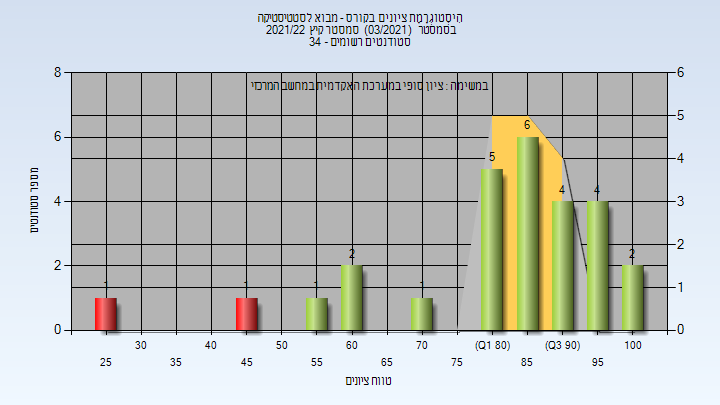 היסטוגרמת ציונים בקורס - מבוא לסטטיסטיקה
בסמסטר (03/2021) סמסטר קיץ 2021/22
סטודנטים רשומים - 34
במשימה : ציון סופי במערכת האקדמית במחשב המרכזי
מספר סטודנטים
8
6
4
2
0
6
5
4
3
2
1
0
1
1
1
2
1
5
6
4
4
2
30 40 50 60 70 (Q1 80) (Q3 90) 100
25 35 45 55 65 75 85 95
טווח ציונים